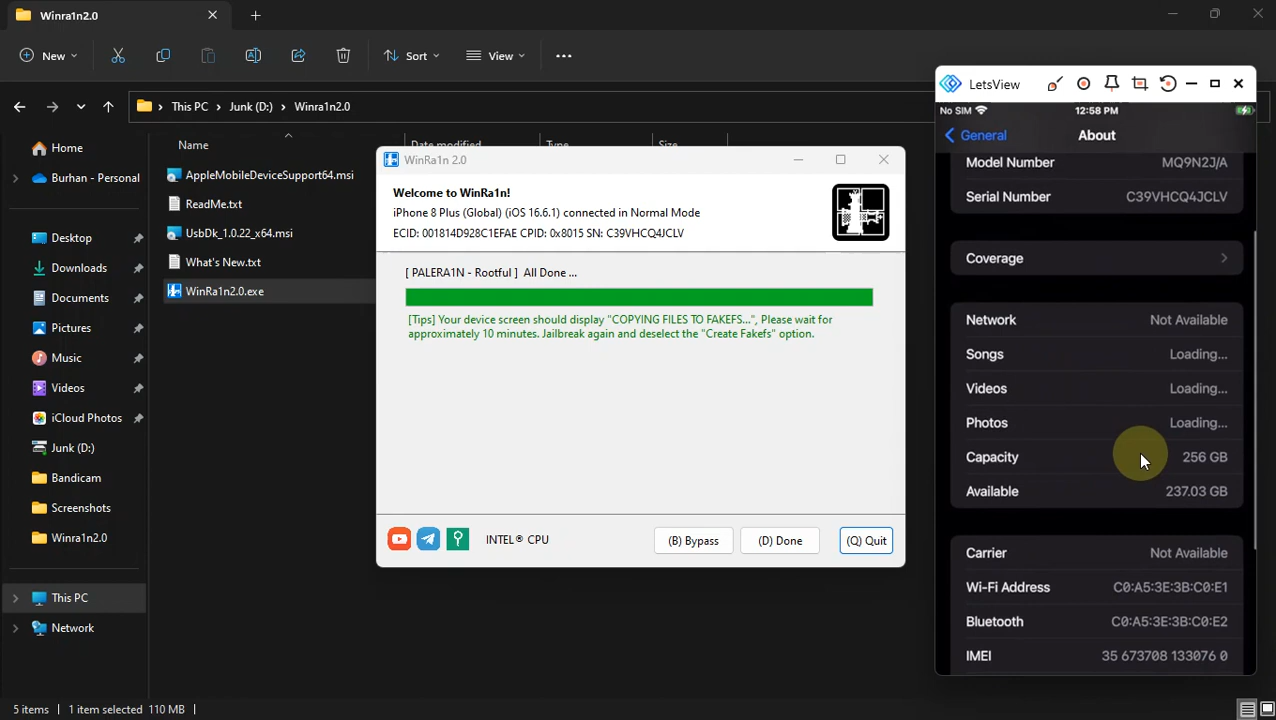 Winra1n2.0
New
Sort
View
This PC
Junk (D:)
Winra1n2.0
Home
Burhan - Personal
Desktop
Downloads
Documents
Pictures
Music
Videos
iCloud Photos
Junk (D:)
Bandicam
Screenshots
Winra1n2.0
This PC
Network
Name
Date modified
Type
Size
AppleMobileDeviceSupport64.msi
ReadMe.txt
UsbDk_1.0.22_x64.msi
What's New.txt
WinRa1n2.0.exe
WinRa1n 2.0
Welcome to WinRa1n!
iPhone 8 Plus (Global) (iOS 16.6.1) connected in Normal Mode
ECID: 001814D928C1EFAE CPID: 0x8015 SN: C39VHCQ4JCLV
[ PALERA1N - Rootful ] All Done ...
[Tips] Your device screen should display "COPYING FILES TO FAKEFS...", Please wait for
approximately 10 minutes. Jailbreak again and deselect the "Create Fakefs" option.
INTEL® CPU
(B) Bypass
(D) Done
(Q) Quit
LetsView
No SIM 12:58 PM
General About
Model Number MQ9N2J/A
Serial Number C39VHCQ4JCLV
Coverage
Network Not Available
Songs Loading...
Videos Loading...
Photos Loading...
Capacity 256 GB
Available 237.03 GB
Carrier Not Available
Wi-Fi Address C0:A5:3E:3B:C0:E1
Bluetooth C0:A5:3E:3B:C0:E2
IMEI 35 673708 133076 0
5 items 1 item selected 110 MB